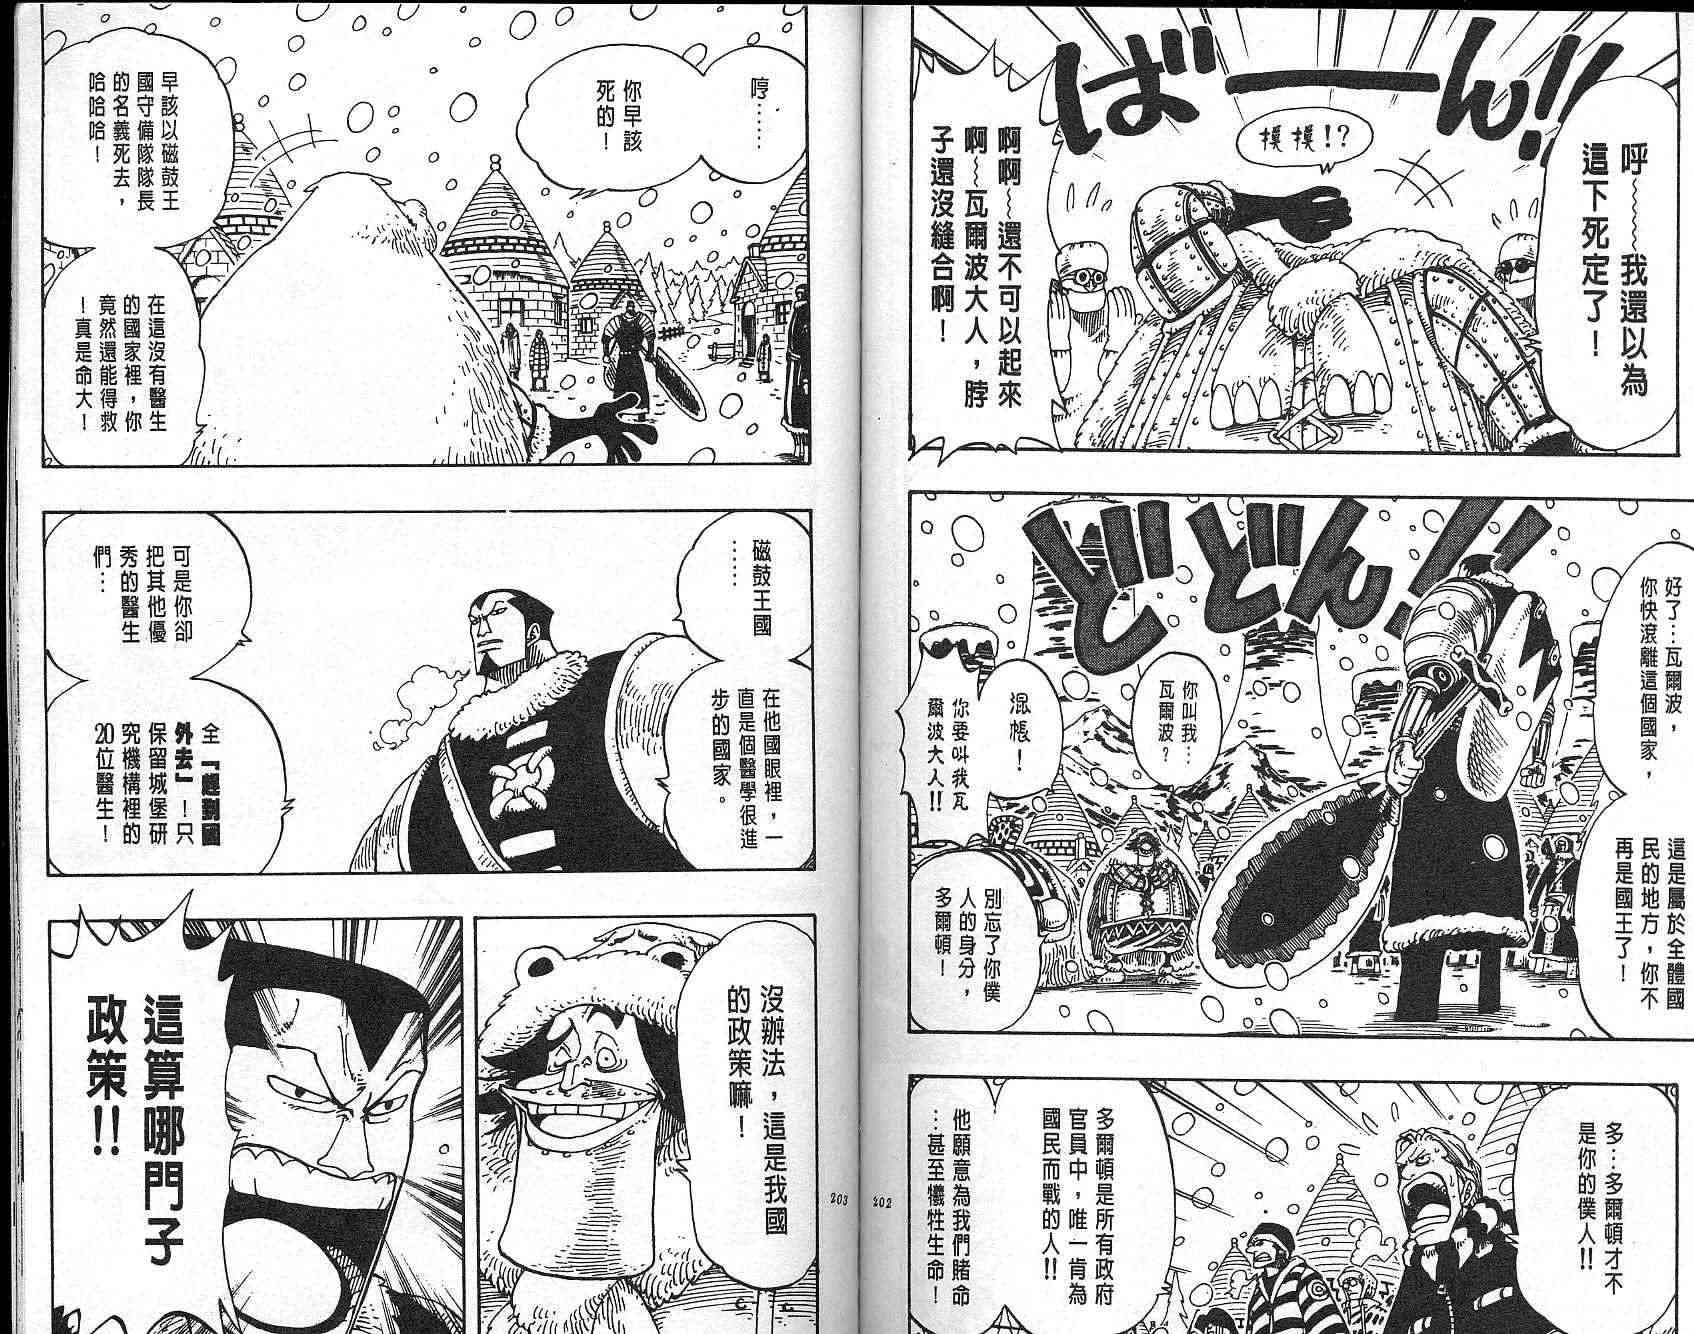 ばーん!!
呼~~~我還以為
這下死定了!
摸摸!?
啊啊~還不可以起來
啊~瓦爾波大人,脖
子還沒縫合啊!
どどん!!
好了…瓦爾波,
你快滾離這個國家,
這是屬於全體國
民的地方,你不
再是國王了!
你叫我…
瓦爾波?
混帳!
你要叫我瓦
爾波大人!!
別忘了你僕
人的身分,
多爾頓!
多…多爾頓才不
是你的僕人!!
多爾頓是所有政府
官員中,唯一肯為
國民而戰的人!!
他願意為我們賭命
…甚至犧牲生命!
202
哼……
你早該
死的!
早該以磁鼓王
國守備隊隊長
的名義死去,
哈哈哈!
在這沒有醫生
的國家裡,你
竟然還能得救
!真是命大!
磁鼓王國
……
在他國眼裡,一
直是個醫學很進
步的國家。
可是你卻
把其他優
秀的醫生
們…
全『趕到國
外去』!只
保留城堡研
究機構裡的
20位醫生!
沒辦法,這是我國
的政策嘛!
這算哪門子
政策!!
203